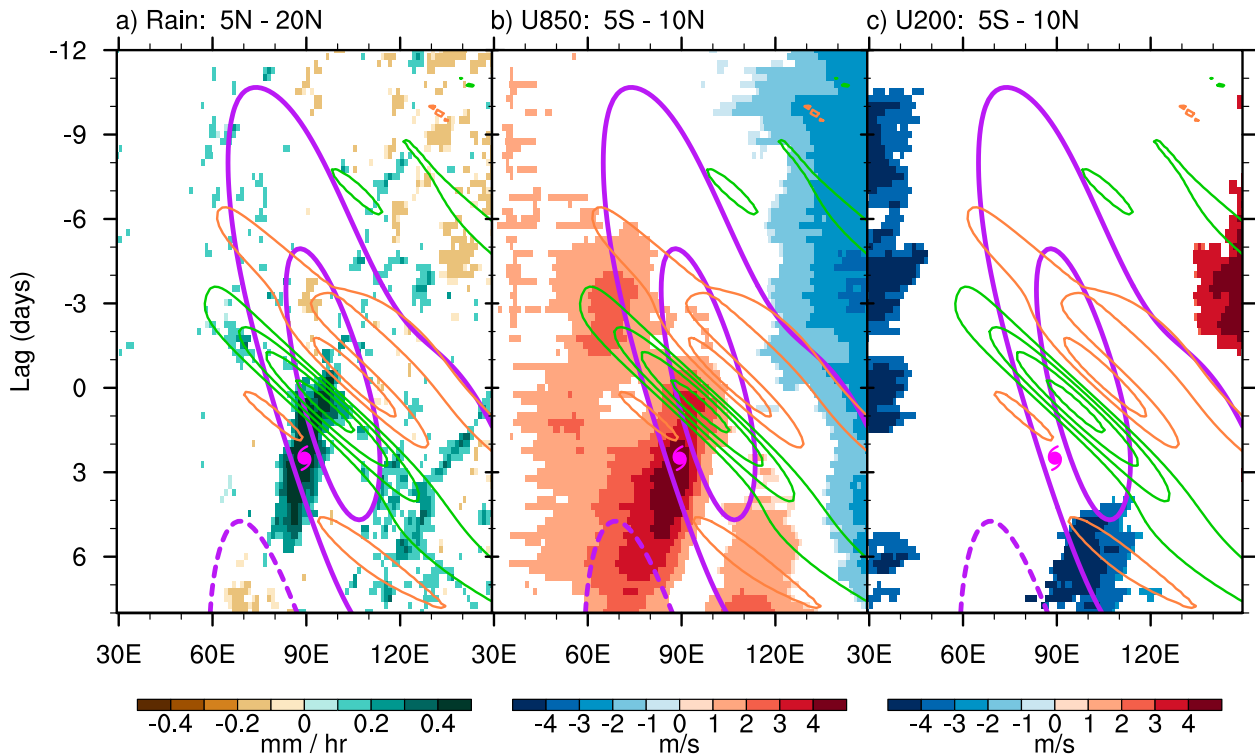 a) Rain: 5N - 20N
b) U850: 5S - 10N
c) U200: 5S - 10N
Lag (days)
-12
-9
-6
-3
0
3
6
30E 60E 90E 120E 30E 60E 90E 120E 30E 60E 90E 120E
-0.4 -0.2 0 0.2 0.4
mm / hr
-4 -3 -2 -1 0 1 2 3 4
m/s
-4 -3 -2 -1 0 1 2 3 4
m/s